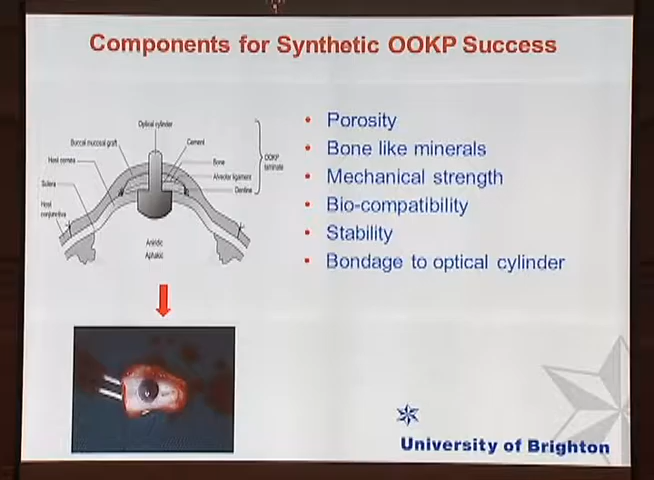 Components for Synthetic OOKP Success
Optical cylinder
Buccal mucosal graft
Cement
Host cornea
Bone
OOKP laminate
Alveolar ligament
Sclera
Dentine
Host conjunctiva
Aniridic
Aphakic
• Porosity
• Bone like minerals
• Mechanical strength
• Bio-compatibility
• Stability
• Bondage to optical cylinder
University of Brighton